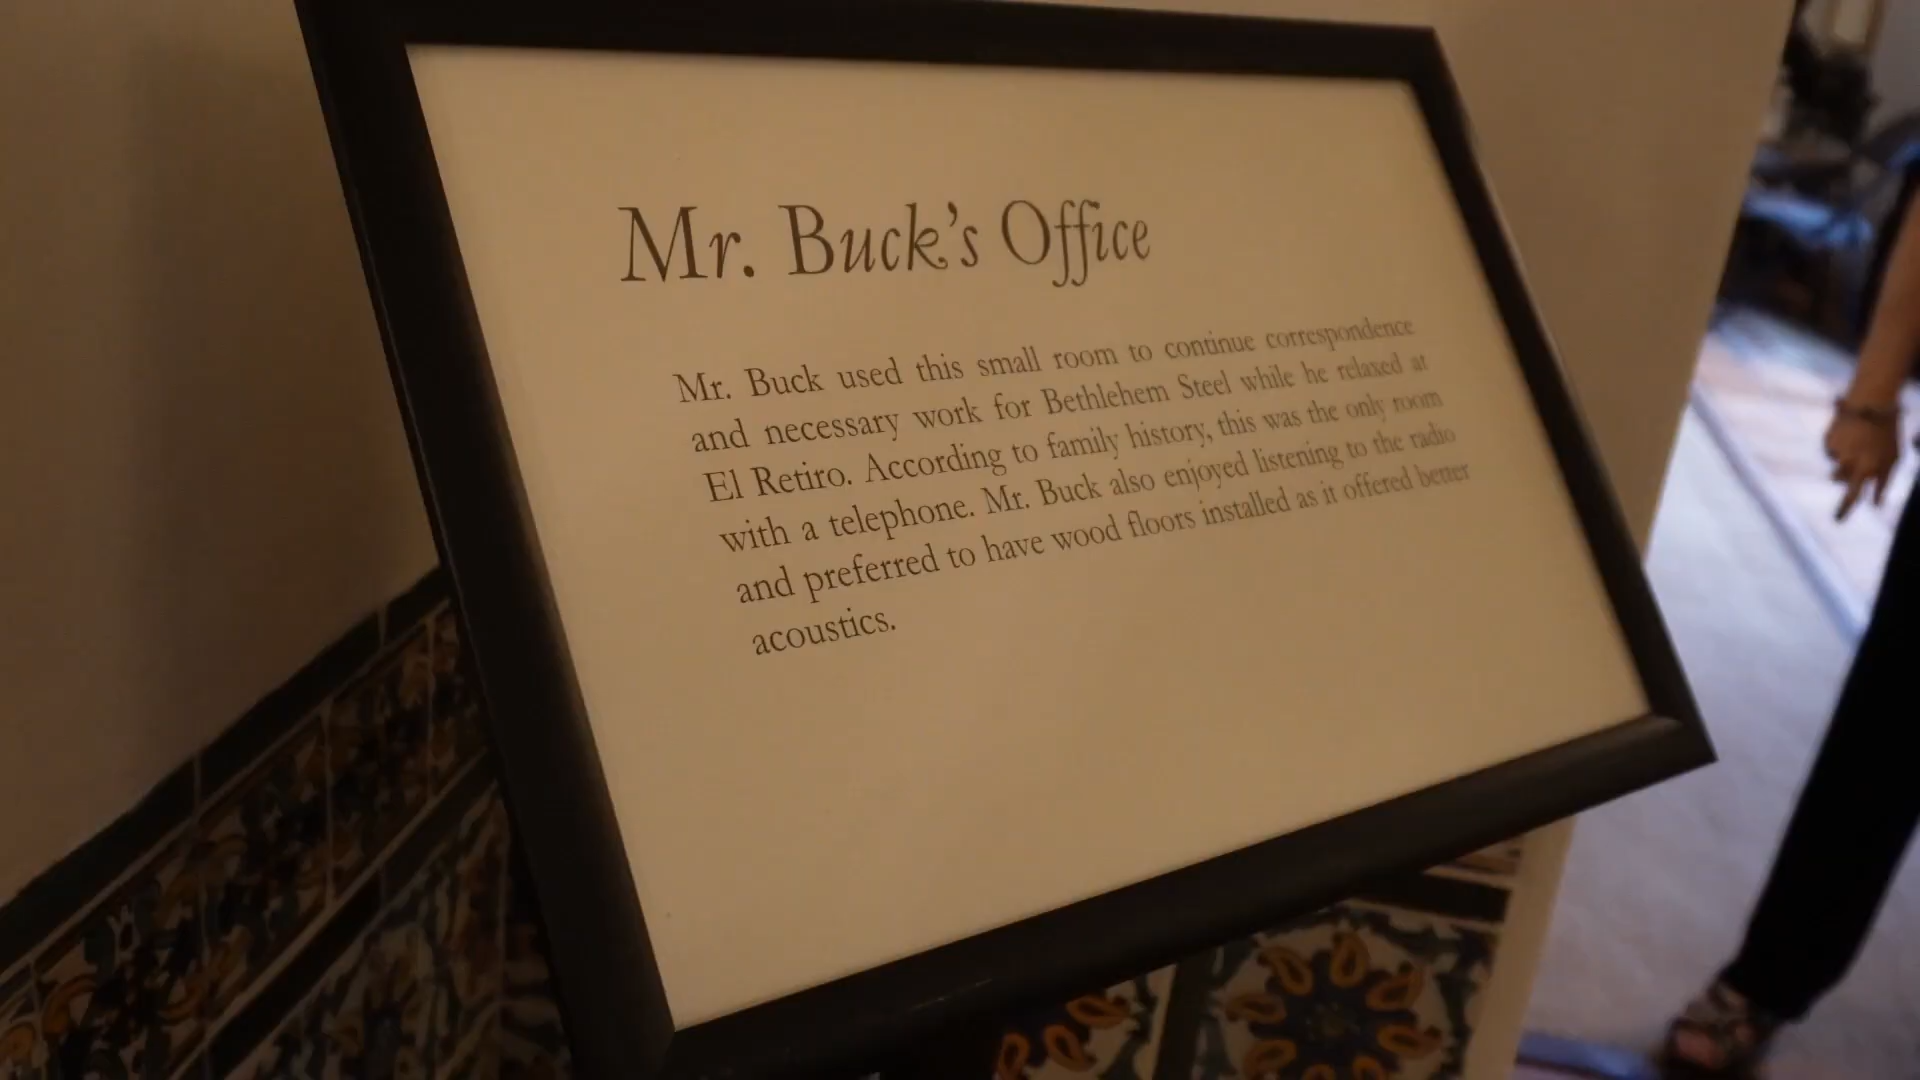 Mr. Buck's Office
Mr. Buck used this small room to continue correspondence
and necessary work for Bethlehem Steel while he relaxed at
El Retiro. According to family history, this was the only room
with a telephone. Mr. Buck also enjoyed listening to the radio
and preferred to have wood floors installed as it offered better
acoustics.